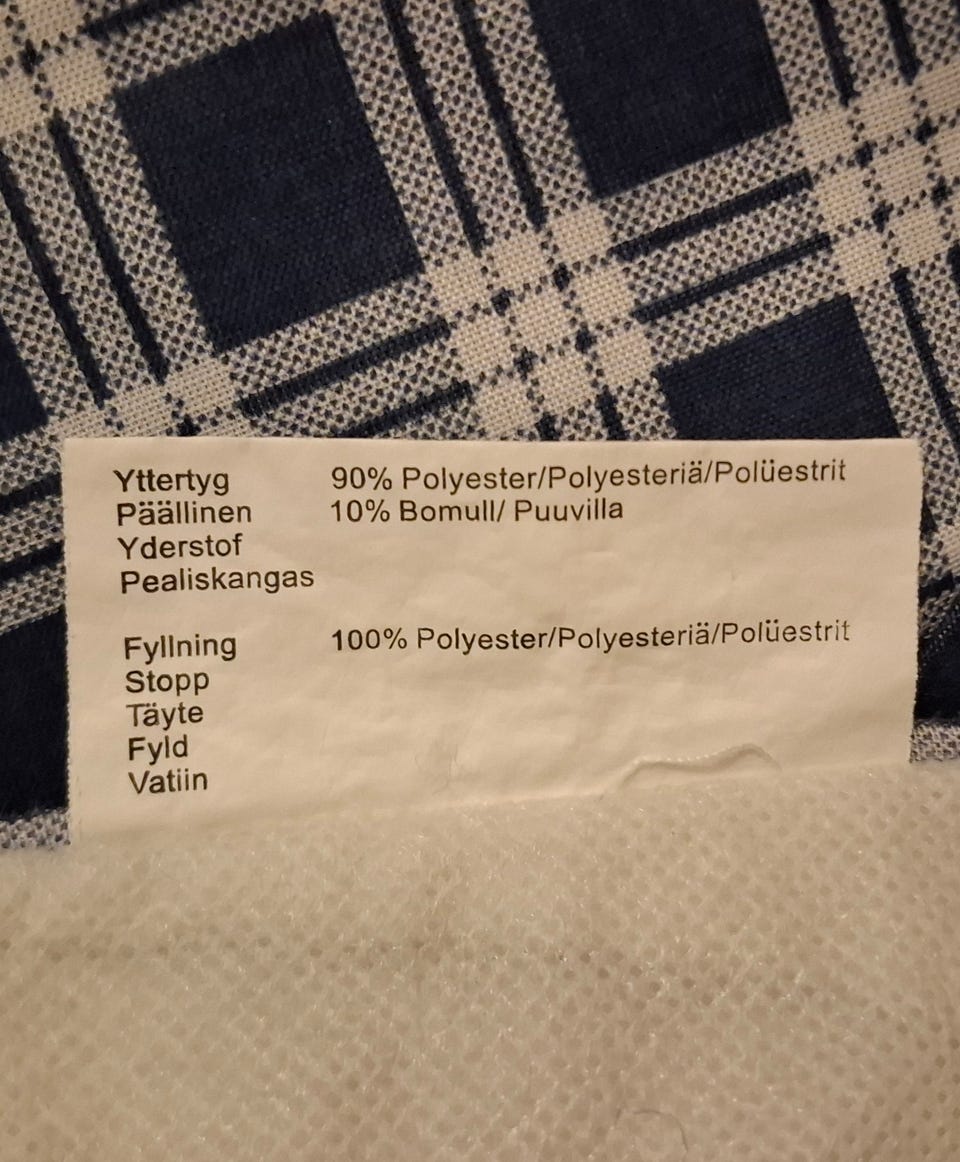 Yttertyg 90% Polyester/Polyesteriä/Polüestrit
Päällinen 10% Bomull/ Puuvilla
Yderstof
Pealiskangas
Fyllning 100% Polyester/Polyesteriä/Polüestrit
Stopp
Täyte
Fyld
Vatiin